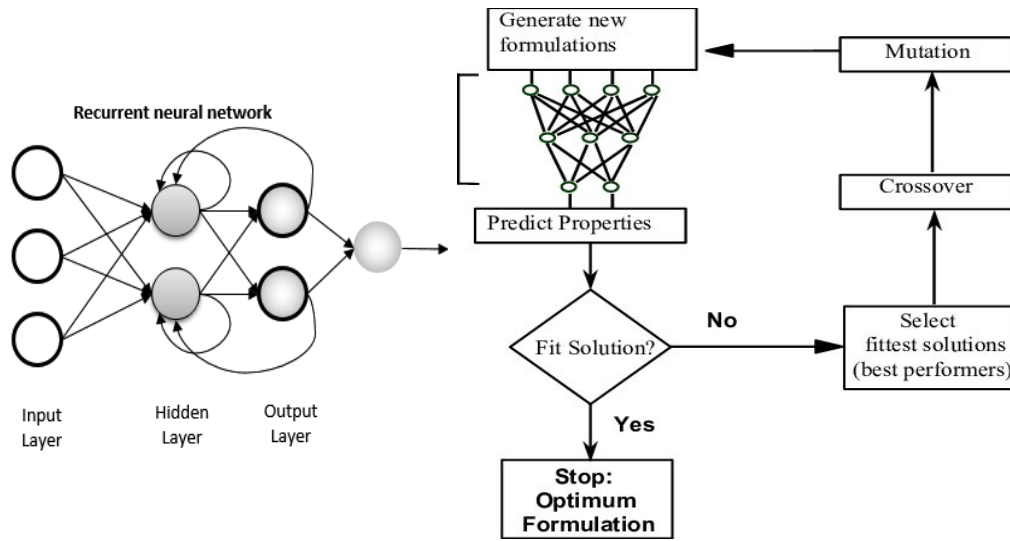 Recurrent neural network
Input
Layer
Hidden
Layer
Output
Layer
Generate new
formulations
Predict Properties
Fit Solution?
No
Yes
Stop:
Optimum
Formulation
Select
fittest solutions
(best performers)
Crossover
Mutation